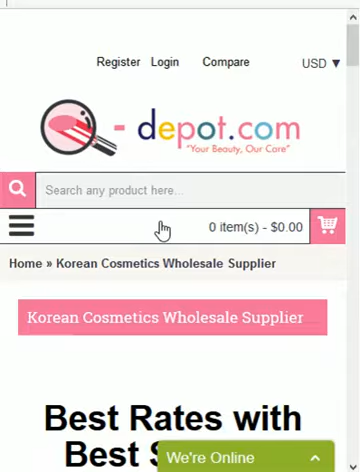 Register Login Compare USD ▼
- depot.com
"Your Beauty, Our Care"
Search any product here...
0 item(s) - $0.00
Home » Korean Cosmetics Wholesale Supplier
Korean Cosmetics Wholesale Supplier
Best Rates with
Best
We're Online